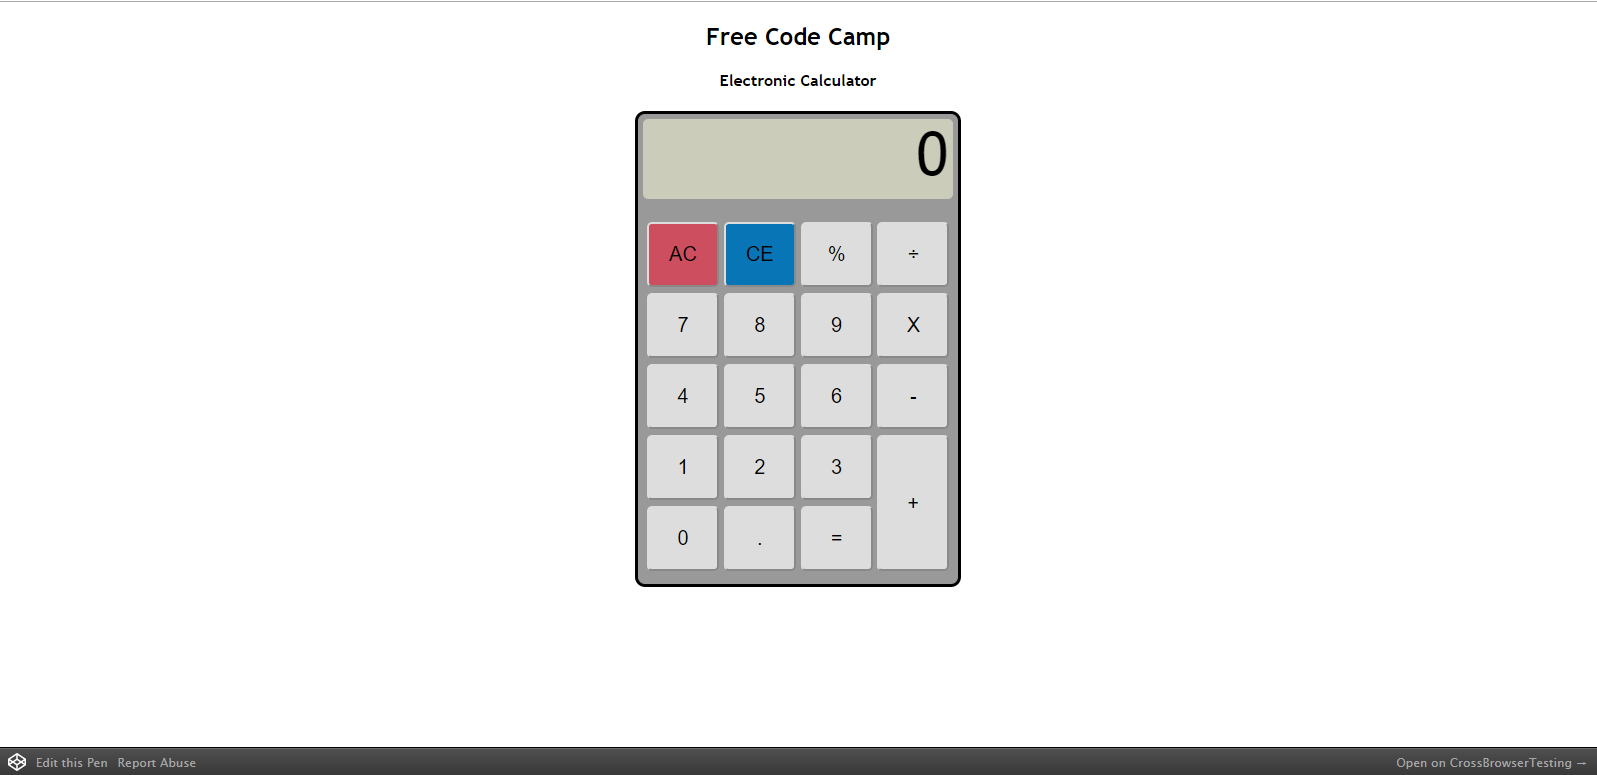 Free Code Camp
Electronic Calculator
0
AC CE % ÷
7 8 9 X
4 5 6 -
1 2 3
+
0 . =
Edit this Pen Report Abuse Open on CrossBrowserTesting →